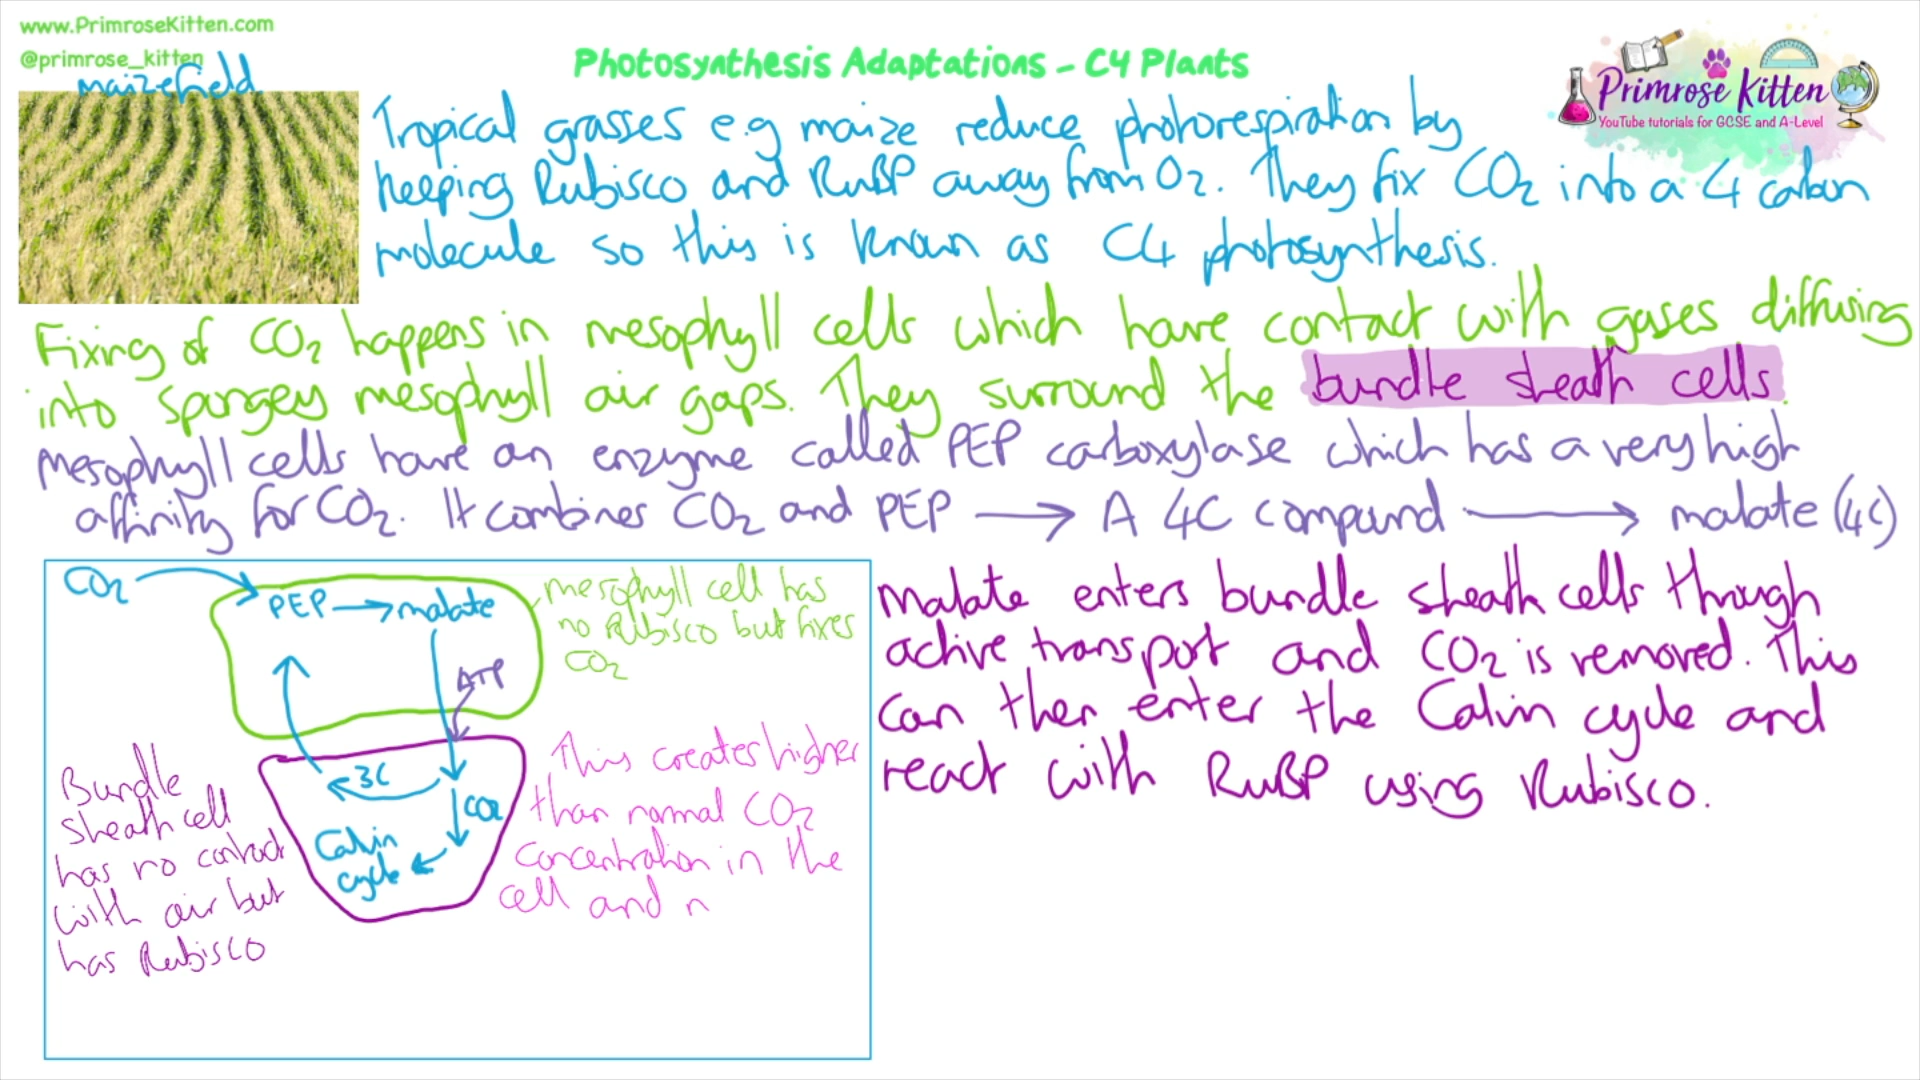 www.PrimroseKitten.com
@primrose_kitten
maizefield
Photosynthesis Adaptations - C4 Plants
Primrose Kitten
YouTube tutorials for GCSE and A-Level
Tropical grasses e.g maize reduce photorespiration by
keeping Rubisco and RuBP away from O2. They fix CO2 into a 4 carbon
molecule so this is known as C4 photosynthesis.
Fixing of CO2 happens in mesophyll cells which have contact with gases diffusing
into spongey mesophyll air gaps. They surround the bundle sheath cells.
Mesophyll cells have an enzyme called PEP carboxylase which has a very high
affinity for CO2. It combines CO2 and PEP → A 4C compound → malate (4C)
CO2
PEP → malate
ATP
3C
CO2
Calvin
cycle
mesophyll cell has
no Rubisco but fixes
CO2
Bundle
Sheath cell
has no contact
with air but
has Rubisco
This creates higher
than normal CO2
concentration in the
cell and n
Malate enters bundle sheath cells through
active transport and CO2 is removed. This
can then enter the Calvin cycle and
react with RuBP using Rubisco.